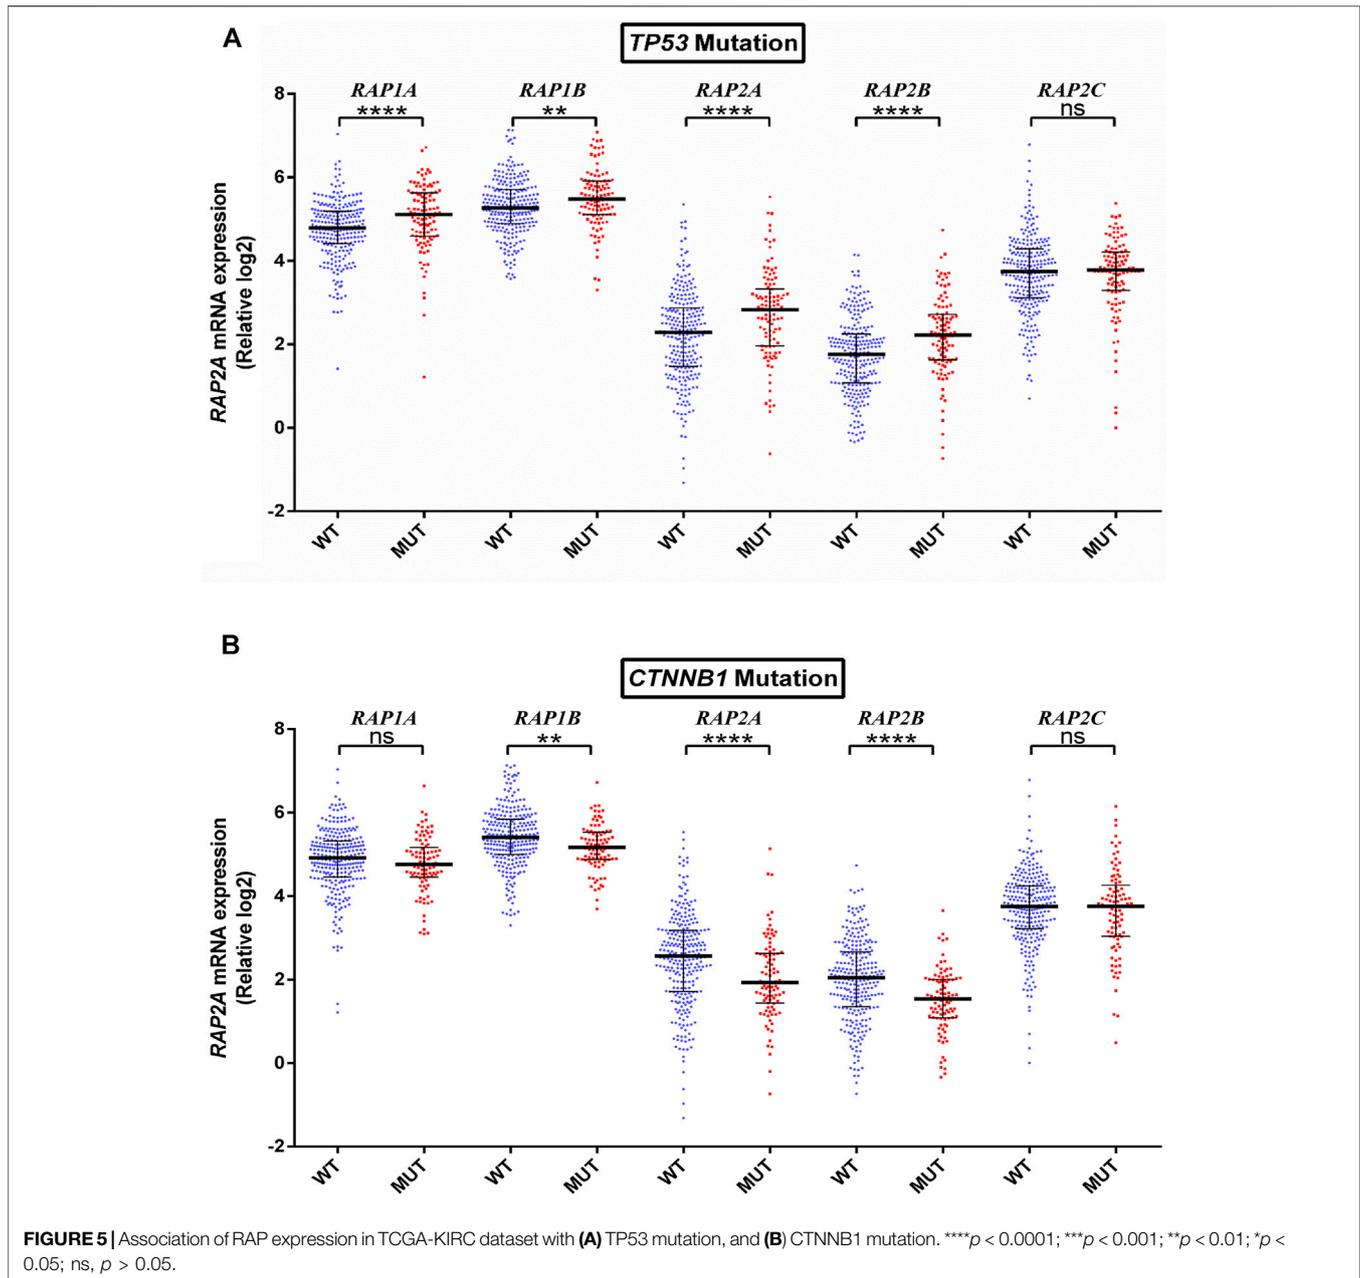 A
TP53 Mutation
RAP1A RAP1B RAP2A RAP2B RAP2C
**** ** **** **** ns
8
6
4
2
0
-2
RAP2A mRNA expression
(Relative log2)
WT MUT WT MUT WT MUT WT MUT WT MUT
B
CTNNB1 Mutation
RAP1A RAP1B RAP2A RAP2B RAP2C
ns ** **** **** ns
8
6
4
2
0
-2
RAP2A mRNA expression
(Relative log2)
WT MUT WT MUT WT MUT WT MUT WT MUT
FIGURE 5 | Association of RAP expression in TCGA-KIRC dataset with (A) TP53 mutation, and (B) CTNNB1 mutation. ****p < 0.0001; ***p < 0.001; **p < 0.01; *p <
0.05; ns, p > 0.05.